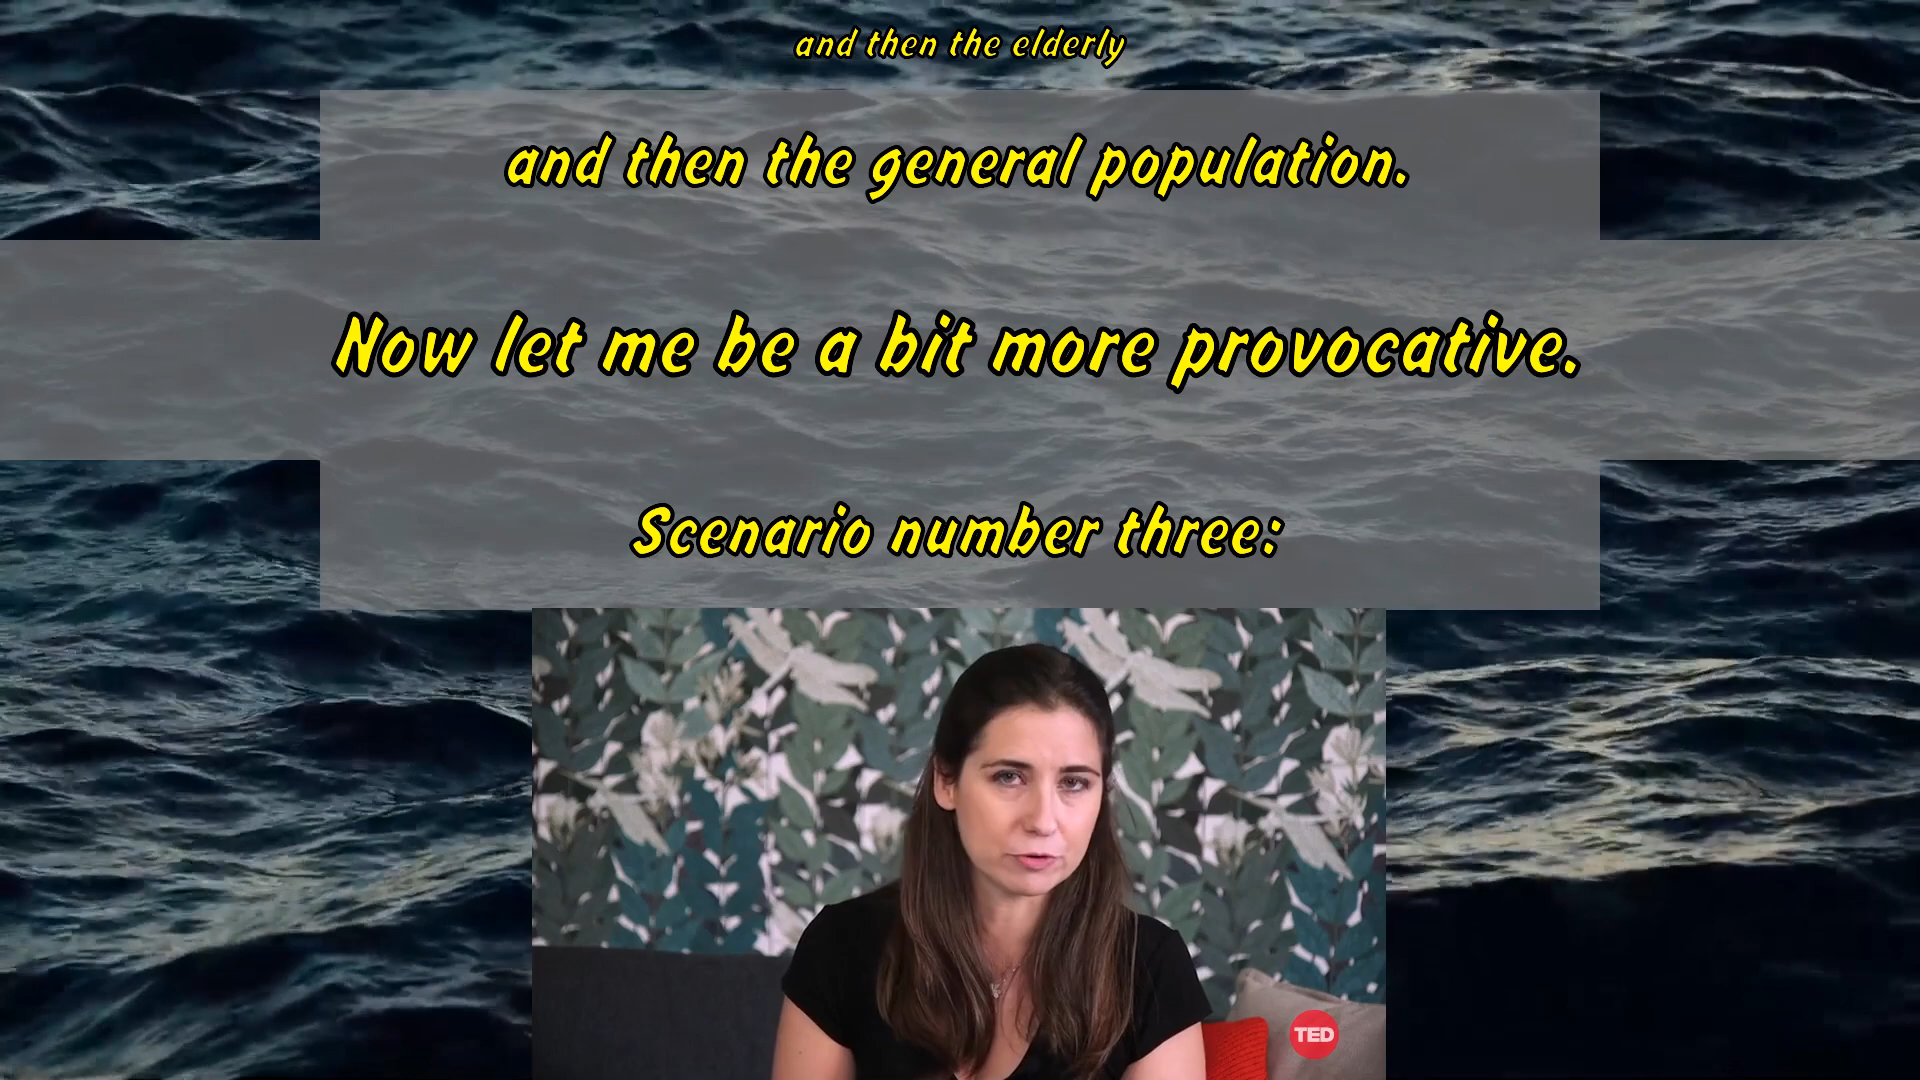 and then the elderly
and then the general population.
Now let me be a bit more provocative.
Scenario number three:
TED